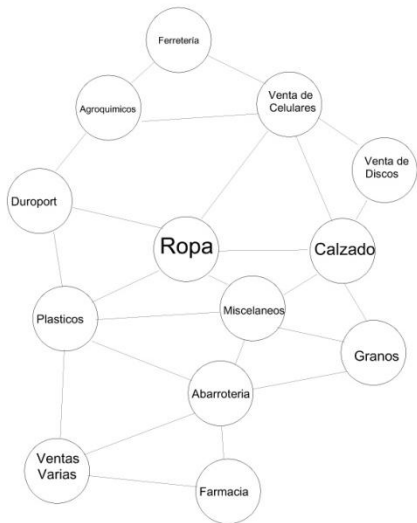 Ferretería
Agroquimicos
Venta de
Celulares
Venta de
Discos
Duroport
Ropa
Calzado
Plasticos
Miscelaneos
Granos
Abarroteria
Ventas
Varias
Farmacia